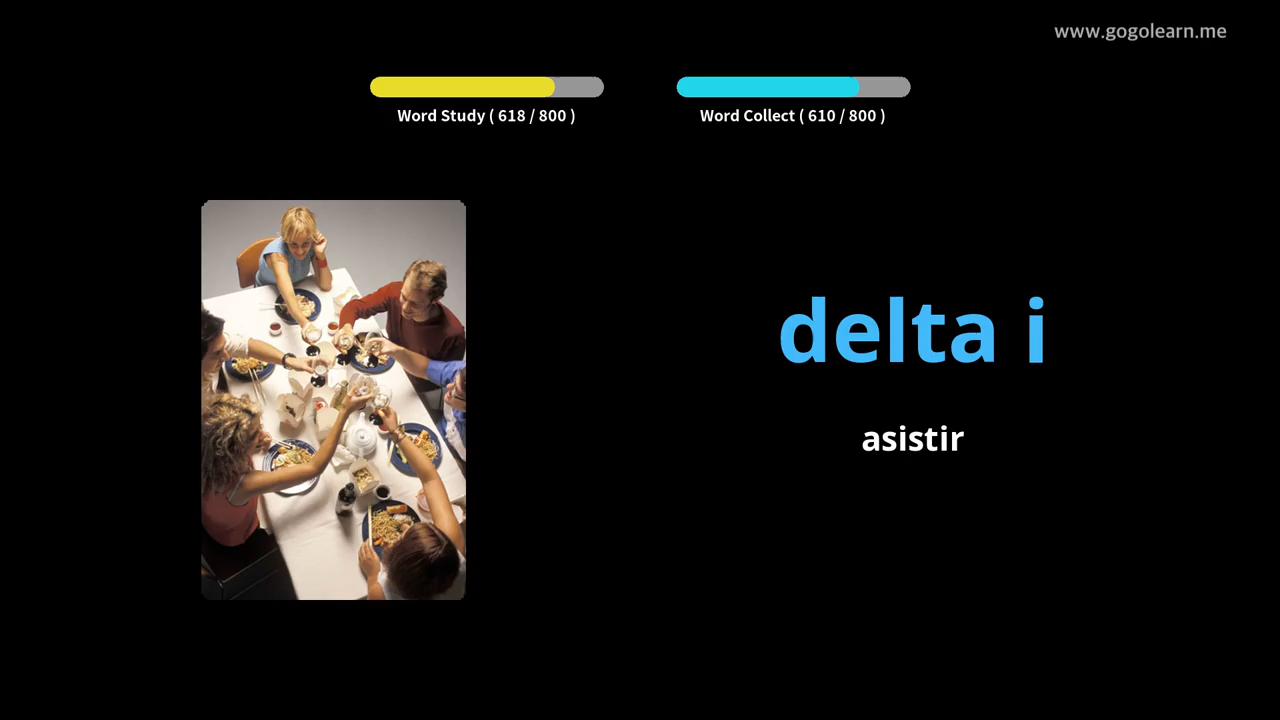 www.gogolearn.me
Word Study ( 618 / 800 )
Word Collect ( 610 / 800 )
delta i
asistir